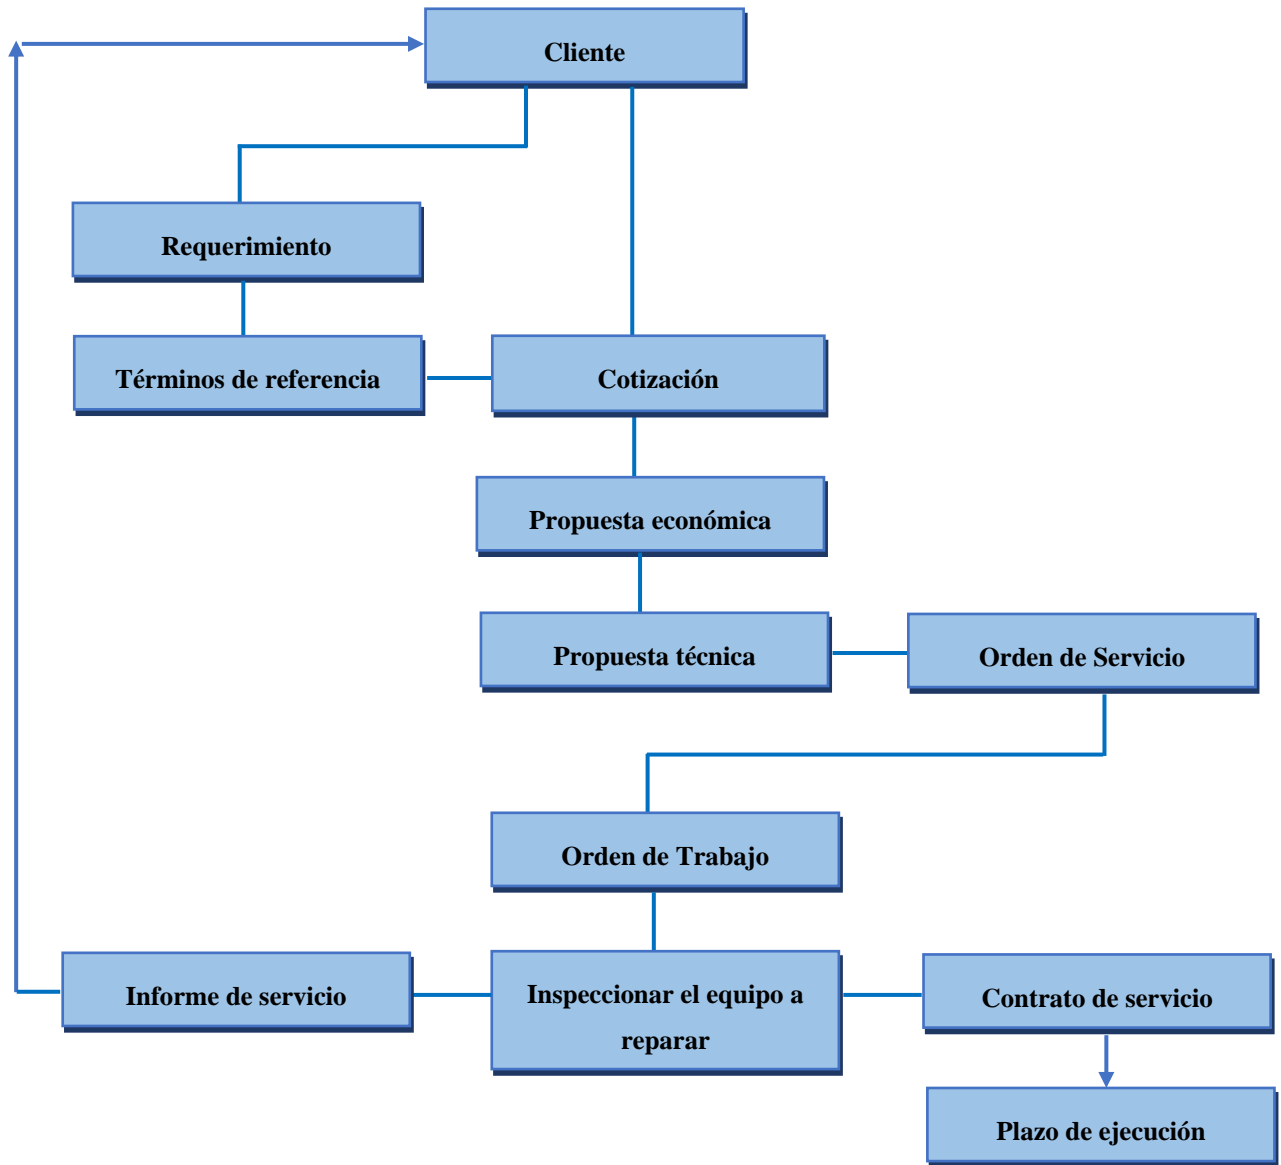 Cliente
Requerimiento
Términos de referencia
Cotización
Propuesta económica
Propuesta técnica
Orden de Servicio
Orden de Trabajo
Informe de servicio
Inspeccionar el equipo a
reparar
Contrato de servicio
Plazo de ejecución